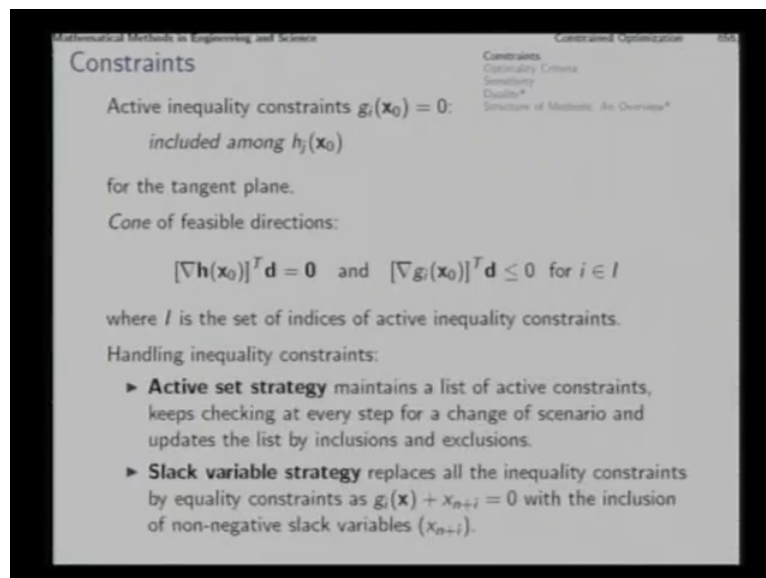 Mathematical Methods in Engineering and Science Constrained Optimization
Constraints
Constraints
Optimality Criteria
Sensitivity
Duality*
Structure of Methods: An Overview*
Active inequality constraints gᵢ(x₀) = 0:
included among hⱼ(x₀)
for the tangent plane.
Cone of feasible directions:
[∇h(x₀)]ᵀd = 0 and [∇gᵢ(x₀)]ᵀd ≤ 0 for i ∈ I
where I is the set of indices of active inequality constraints.
Handling inequality constraints:
► Active set strategy maintains a list of active constraints,
keeps checking at every step for a change of scenario and
updates the list by inclusions and exclusions.
► Slack variable strategy replaces all the inequality constraints
by equality constraints as gᵢ(x) + xₙ₊ᵢ = 0 with the inclusion
of non-negative slack variables (xₙ₊ᵢ).